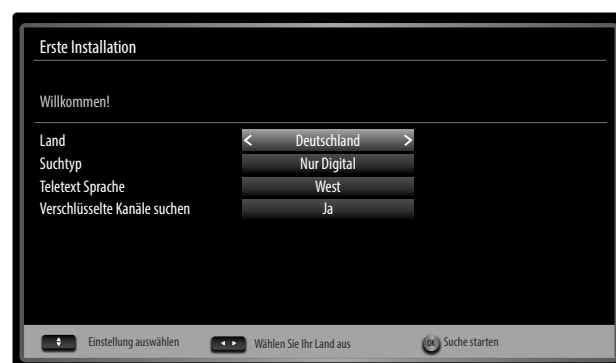 Erste Installation
Willkommen!
Land < Deutschland >
Suchtyp Nur Digital
Teletext Sprache West
Verschlüsselte Kanäle suchen Ja
Einstellung auswählen Wählen Sie Ihr Land aus OK Suche starten